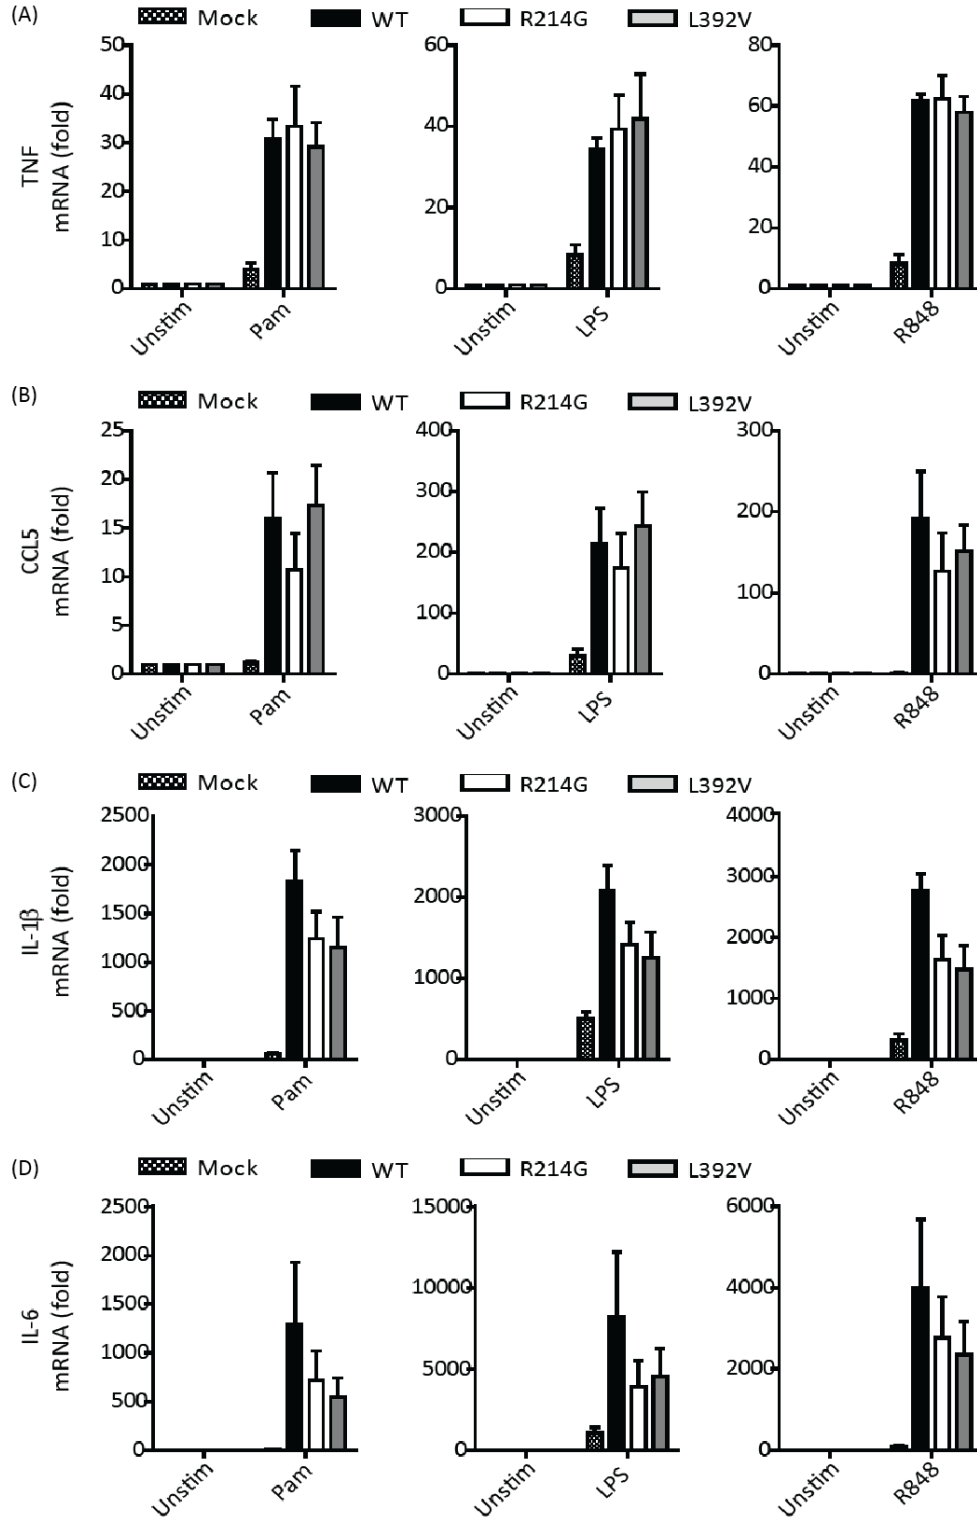 (A) Mock WT R214G L392V
TNF
mRNA (fold)
50
40
30
20
10
0
Unstim Pam
60
40
20
0
Unstim LPS
80
60
40
20
0
Unstim R848
(B) Mock WT R214G L392V
CCL5
mRNA (fold)
25
20
15
10
5
0
Unstim Pam
400
300
200
100
0
Unstim LPS
300
200
100
0
Unstim R848
(C) Mock WT R214G L392V
IL-1β
mRNA (fold)
2500
2000
1500
1000
500
0
Unstim Pam
3000
2000
1000
0
Unstim LPS
4000
3000
2000
1000
0
Unstim R848
(D) Mock WT R214G L392V
IL-6
mRNA (fold)
2500
2000
1500
1000
500
0
Unstim Pam
15000
10000
5000
0
Unstim LPS
6000
4000
2000
0
Unstim R848